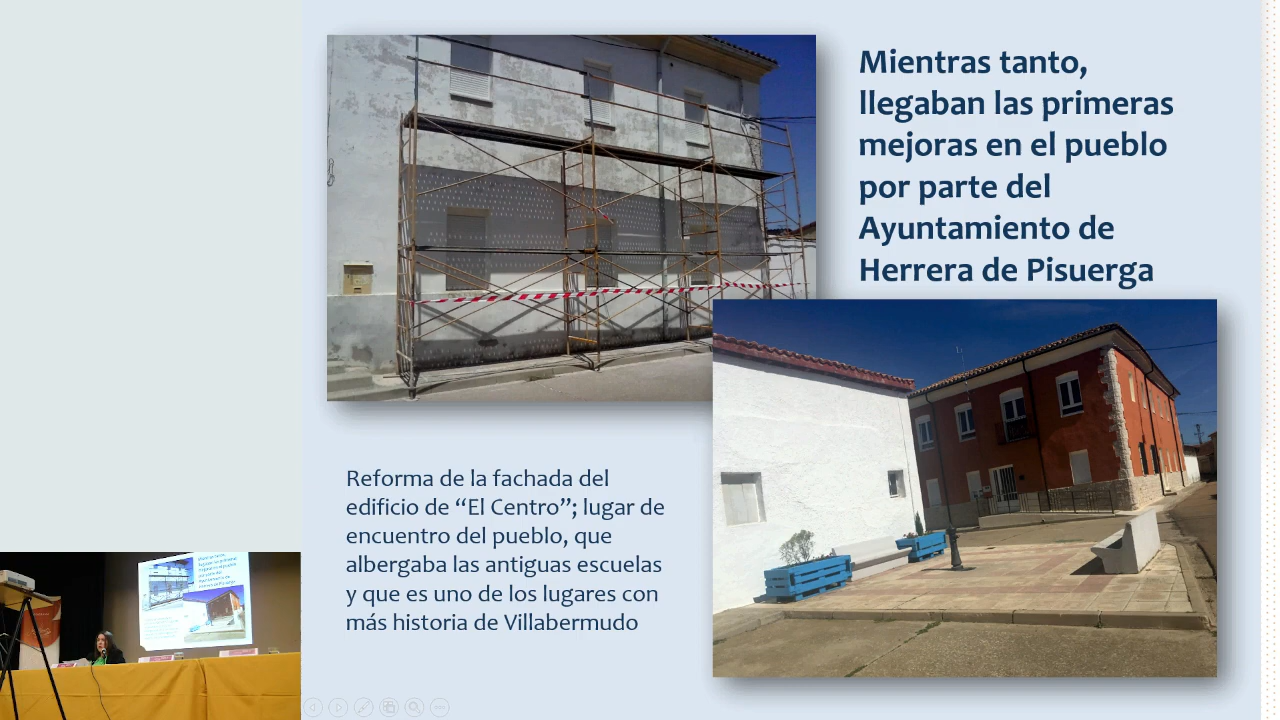 Mientras tanto,
llegaban las primeras
mejoras en el pueblo
por parte del
Ayuntamiento de
Herrera de Pisuerga
Reforma de la fachada del
edificio de “El Centro”; lugar de
encuentro del pueblo, que
albergaba las antiguas escuelas
y que es uno de los lugares con
más historia de Villabermudo